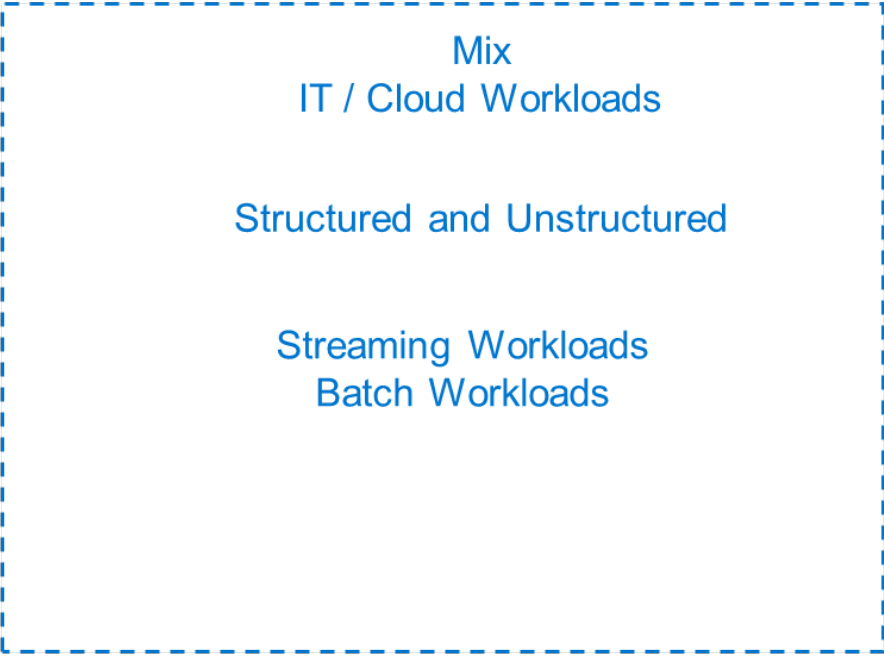 Mix
IT / Cloud Workloads
Structured and Unstructured
Streaming Workloads
Batch Workloads